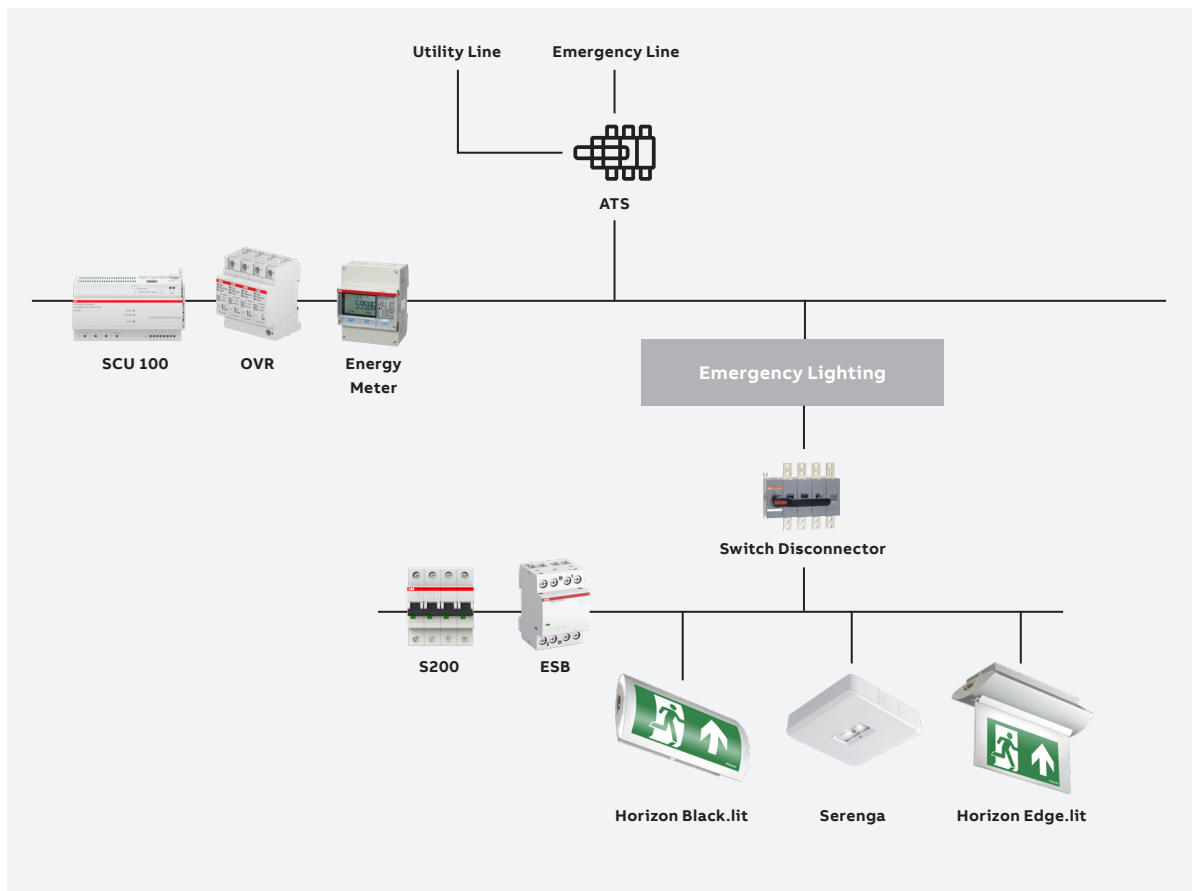 Utility Line
Emergency Line
ATS
SCU 100
OVR
Energy
Meter
Emergency Lighting
Switch Disconnector
S200
ESB
Horizon Black.lit
Serenga
Horizon Edge.lit